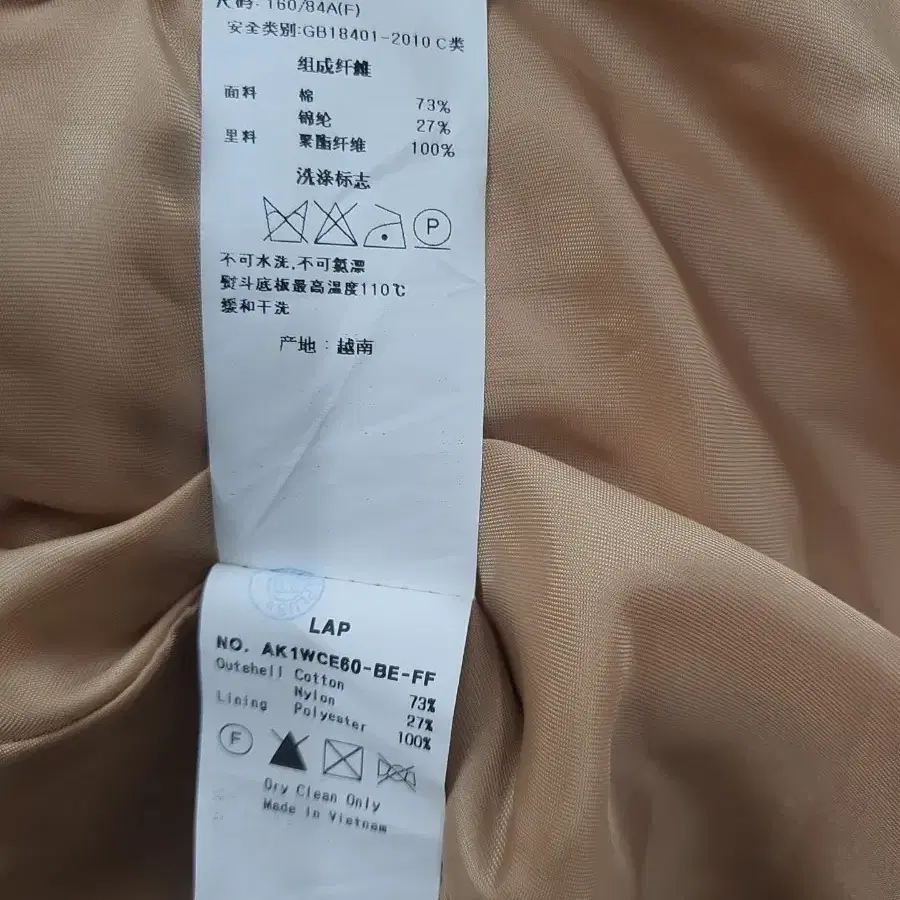 尺码: 160/84A(F)
安全类别:GB18401-2010 C类
组成纤维
面料 棉 73%
锦纶 27%
里料 聚酯纤维 100%
洗涤标志
P
不可水洗,不可氯漂
熨斗底板最高温度110℃
缓和干洗
产地:越南
LAP
NO. AK1WCE60-BE-FF
Outshell Cotton 73%
Nylon 27%
Lining Polyester 100%
F
Dry Clean Only
Made in Vietnam